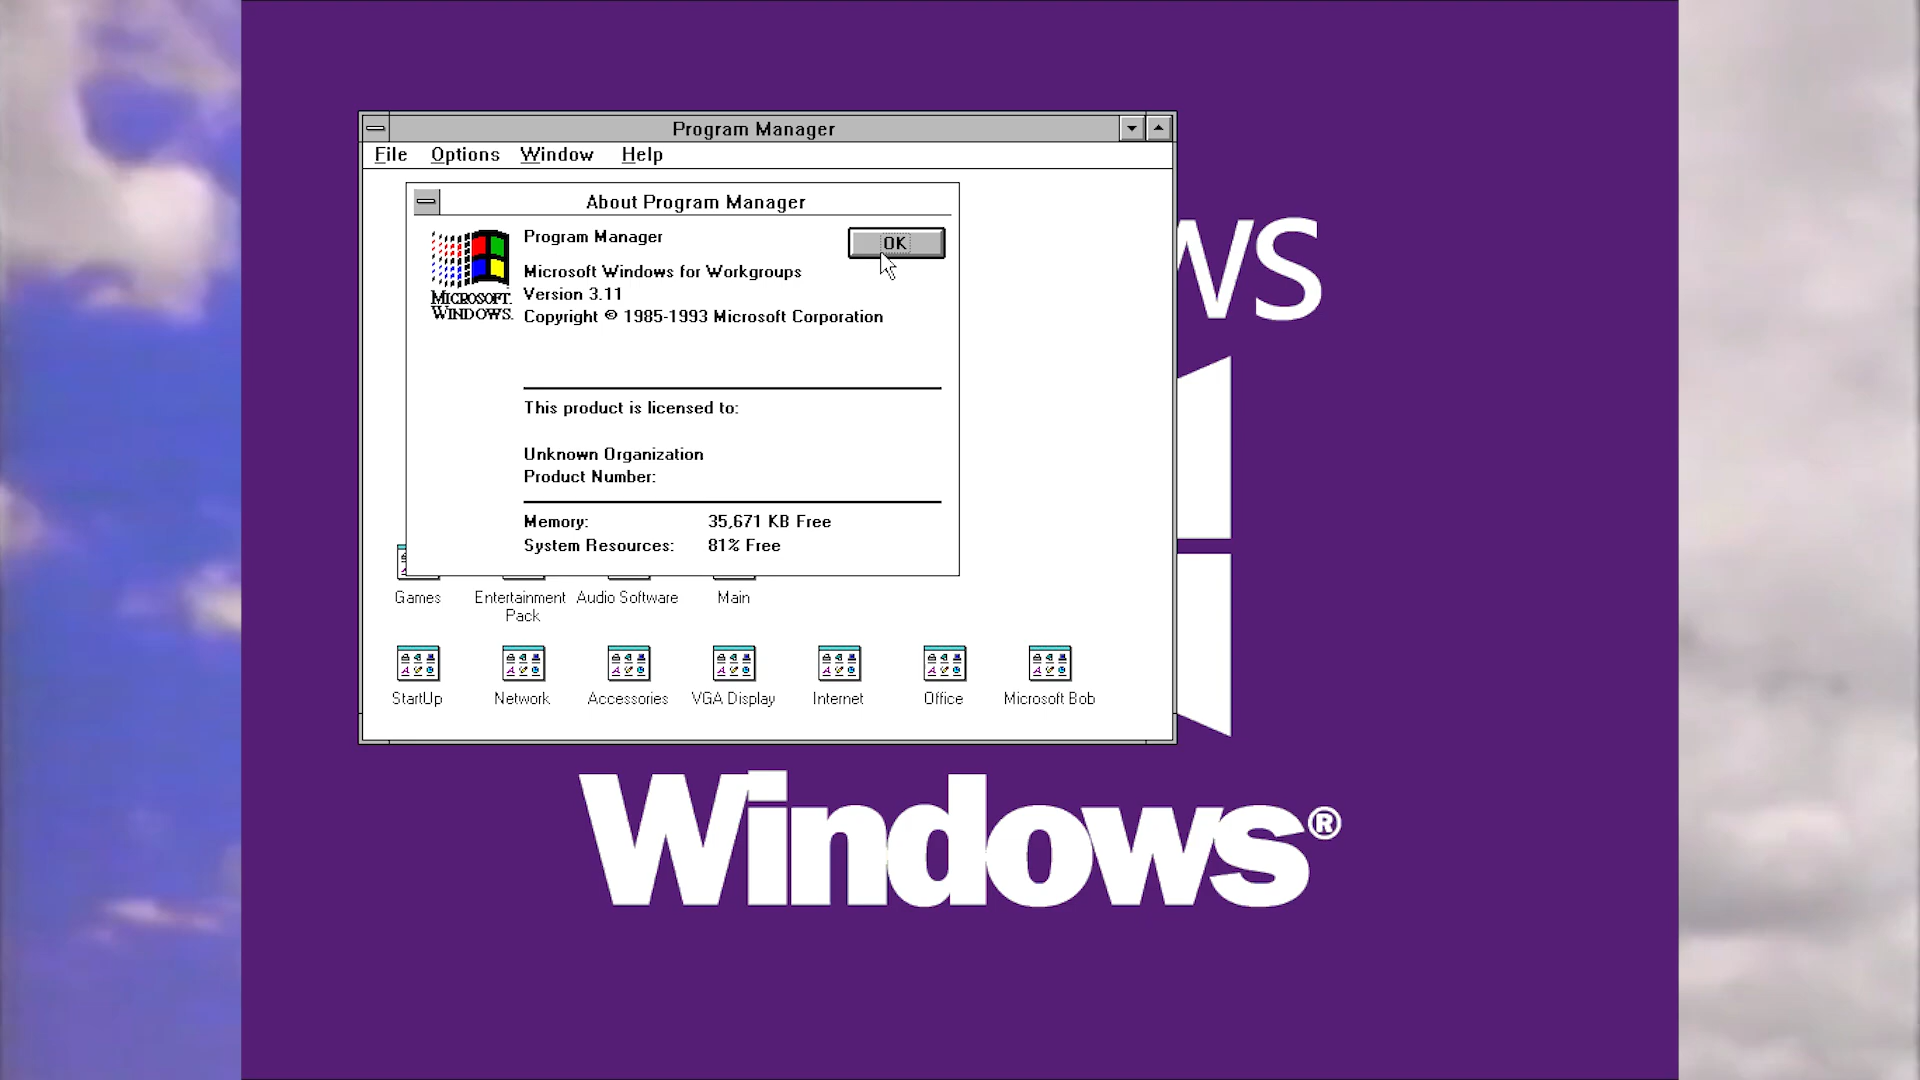 Program Manager
File Options Window Help
About Program Manager
Program Manager
OK
Microsoft Windows for Workgroups
Version 3.11
Copyright © 1985-1993 Microsoft Corporation
MICROSOFT.
WINDOWS.
This product is licensed to:
Unknown Organization
Product Number:
Memory: 35,671 KB Free
System Resources: 81% Free
Games Entertainment Pack Audio Software Main
StartUp Network Accessories VGA Display Internet Office Microsoft Bob
ws
Windows®